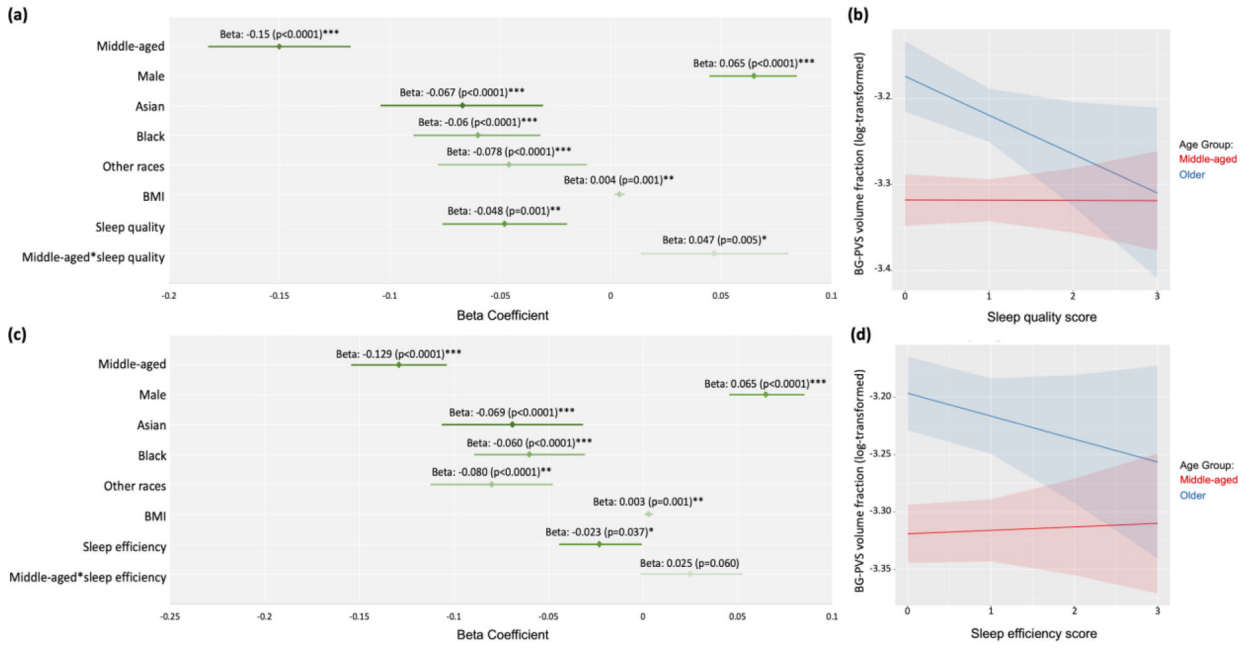 (a)
Middle-aged
Beta: -0.15 (p<0.0001)***
Male
Beta: 0.065 (p<0.0001)***
Asian
Beta: -0.067 (p<0.0001)***
Black
Beta: -0.06 (p<0.0001)***
Other races
Beta: -0.078 (p<0.0001)***
BMI
Beta: 0.004 (p=0.001)**
Sleep quality
Beta: -0.048 (p=0.001)**
Middle-aged*sleep quality
Beta: 0.047 (p=0.005)*
-0.2 -0.15 -0.1 -0.05 0 0.05 0.1
Beta Coefficient
(b)
BG-PVS volume fraction (log-transformed)
-3.2
-3.3
-3.4
0 1 2 3
Sleep quality score
Age Group:
Middle-aged
Older
(c)
Middle-aged
Beta: -0.129 (p<0.0001)***
Male
Beta: 0.065 (p<0.0001)***
Asian
Beta: -0.069 (p<0.0001)***
Black
Beta: -0.060 (p<0.0001)***
Other races
Beta: -0.080 (p<0.0001)**
BMI
Beta: 0.003 (p=0.001)**
Sleep efficiency
Beta: -0.023 (p=0.037)*
Middle-aged*sleep efficiency
Beta: 0.025 (p=0.060)
-0.25 -0.2 -0.15 -0.1 -0.05 0 0.05 0.1
Beta Coefficient
(d)
BG-PVS volume fraction (log-transformed)
-3.20
-3.25
-3.30
-3.35
0 1 2 3
Sleep efficiency score
Age Group:
Middle-aged
Older